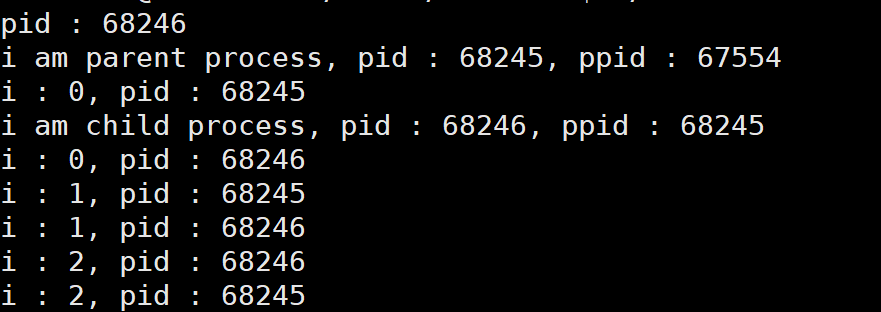 pid : 68246
i am parent process, pid : 68245, ppid : 67554
i : 0, pid : 68245
i am child process, pid : 68246, ppid : 68245
i : 0, pid : 68246
i : 1, pid : 68245
i : 1, pid : 68246
i : 2, pid : 68246
i : 2, pid : 68245